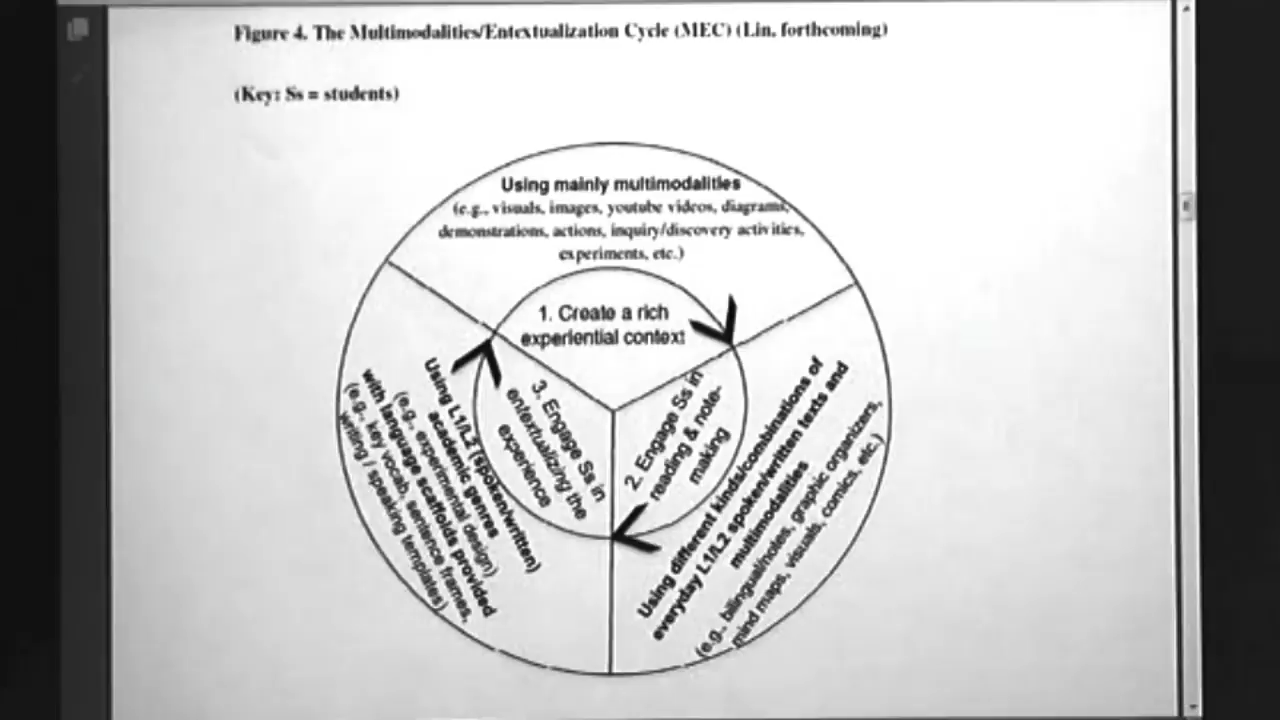 Figure 4. The Multimodalities/Entextualization Cycle (MEC) (Lin, forthcoming)
(Key: Ss = students)
Using mainly multimodalities
(e.g., visuals, images, youtube videos, diagrams,
demonstrations, actions, inquiry/discovery activities,
experiments, etc.)
1. Create a rich
experiential context
2. Engage Ss in
reading & note-
making
Using different kinds/combinations of
everyday L1/L2 spoken/written texts and
multimodalities
(e.g., bilingual/notes, graphic organizers,
mind maps, visuals, comics, etc.)
3. Engage Ss in
entextualizing the
experience
Using L1/L2 (spoken/written)
academic genres
(e.g., experimental design)
with language scaffolds provided
(e.g., key vocab, sentence frames,
writing / speaking templates)